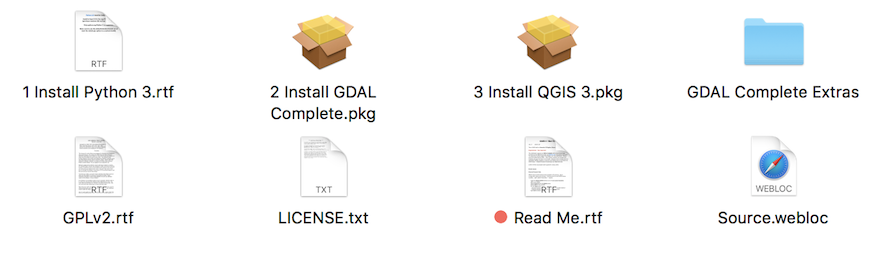 RTF
1 Install Python 3.rtf
2 Install GDAL
Complete.pkg
3 Install QGIS 3.pkg
GDAL Complete Extras
RTF
GPLv2.rtf
TXT
LICENSE.txt
RTF
Read Me.rtf
WEBLOC
Source.webloc